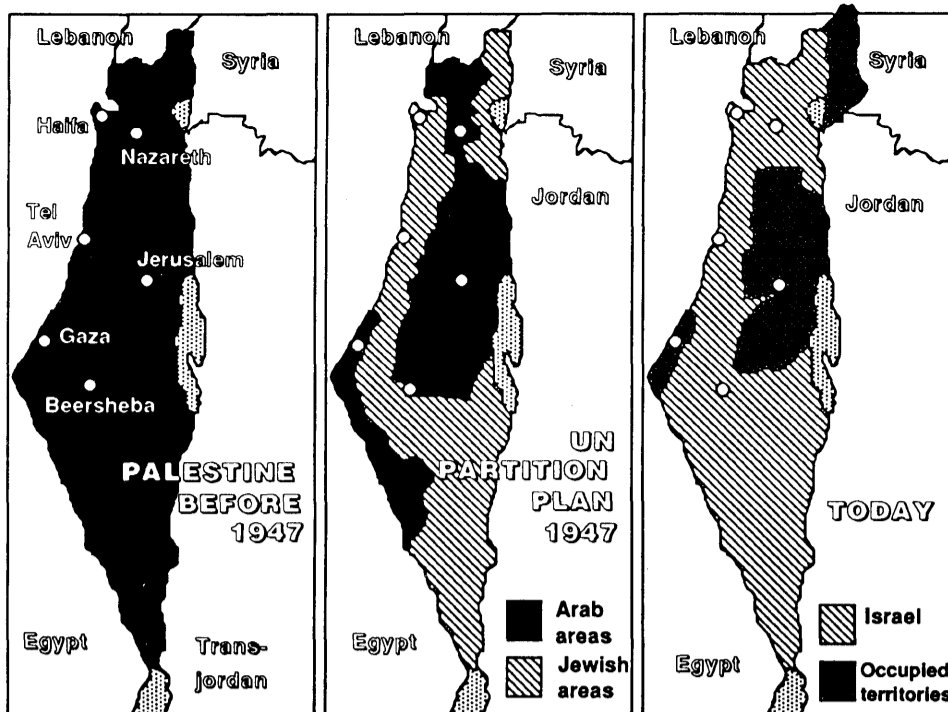 Lebanon
Syria
Haifa
Nazareth
Tel
Aviv
Jerusalem
Gaza
Beersheba
PALESTINE
BEFORE
1947
Egypt
Trans-
jordan
Lebanon
Syria
Jordan
UN
PARTITION
PLAN
1947
Arab
areas
Jewish
areas
Lebanon
Syria
Jordan
TODAY
Israel
Egypt
Occupied
territories